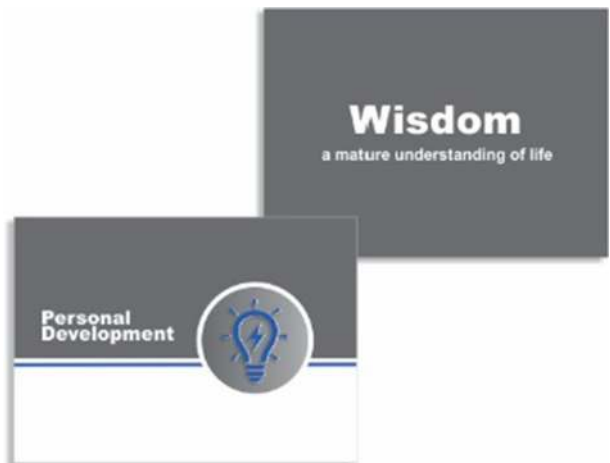 Wisdom
a mature understanding of life
Personal
Development